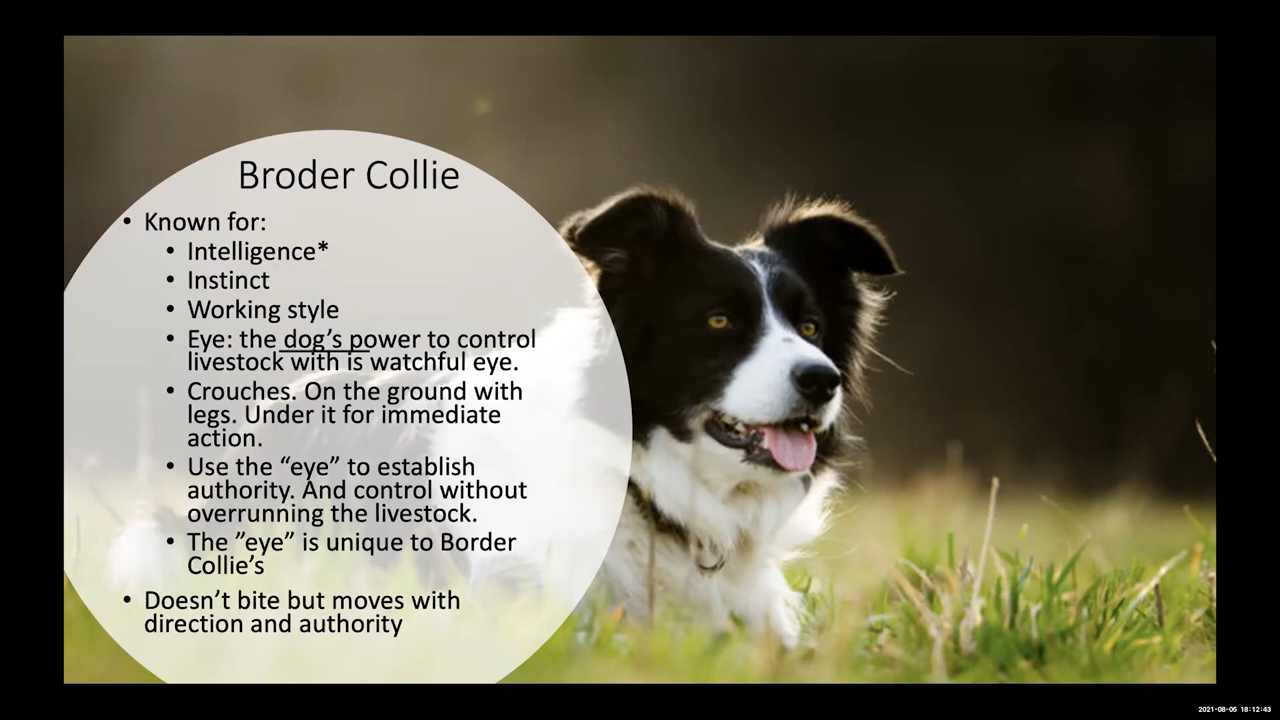 Broder Collie
• Known for:
• Intelligence*
• Instinct
• Working style
• Eye: the dog's power to control
livestock with is watchful eye.
• Crouches. On the ground with
legs. Under it for immediate
action.
• Use the “eye” to establish
authority. And control without
overrunning the livestock.
• The ”eye” is unique to Border
Collie’s
• Doesn’t bite but moves with
direction and authority
2021-08-05 18:12:43